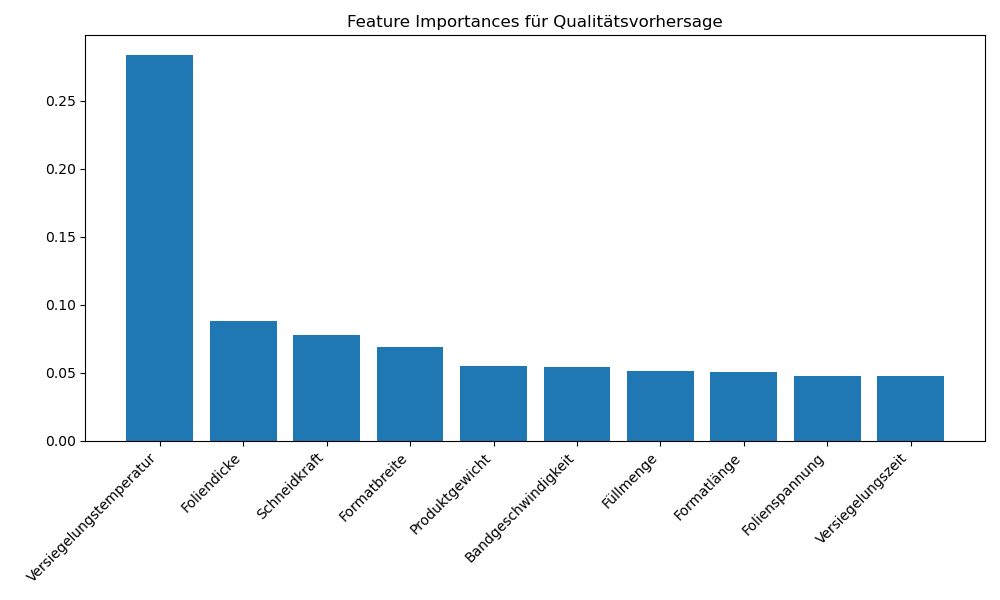 Feature Importances für Qualitätsvorhersage
0.25
0.20
0.15
0.10
0.05
0.00
Versiegelungstemperatur
Foliendicke
Schneidkraft
Formatbreite
Produktgewicht
Bandgeschwindigkeit
Füllmenge
Formatlänge
Folienspannung
Versiegelungszeit